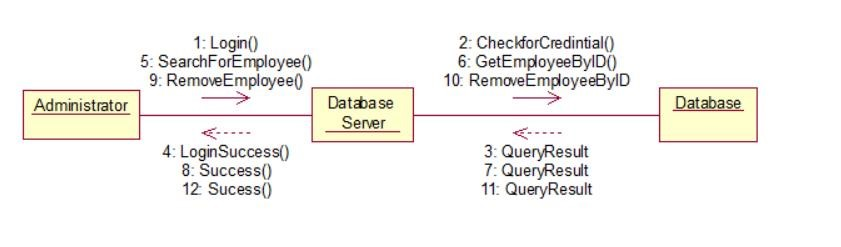 1: Login()
5: SearchForEmployee()
9: RemoveEmployee()
2: CheckforCredintial()
6: GetEmployeeByID()
10: RemoveEmployeeByID
Administrator
Database
Server
Database
4: LoginSuccess()
8: Success()
12: Sucess()
3: QueryResult
7: QueryResult
11: QueryResult